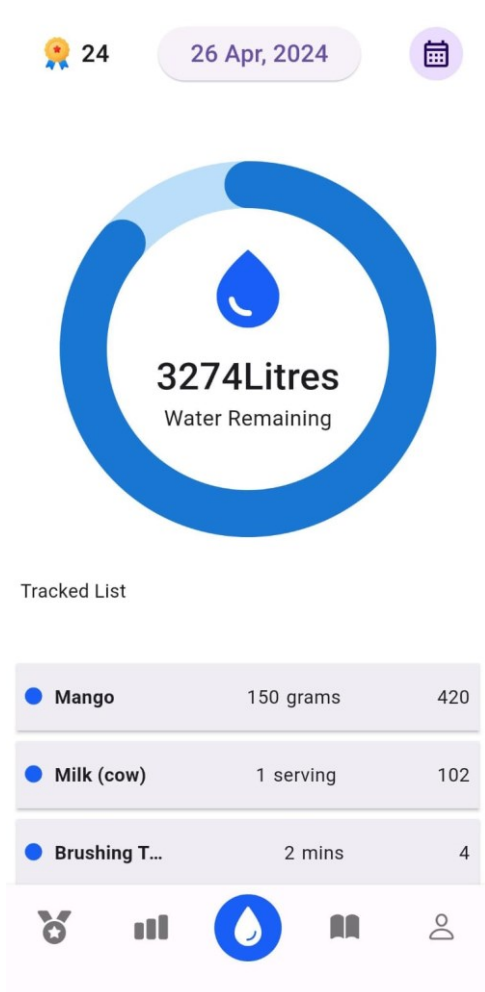 24 26 Apr, 2024
3274Litres
Water Remaining
Tracked List
Mango 150 grams 420
Milk (cow) 1 serving 102
Brushing T... 2 mins 4